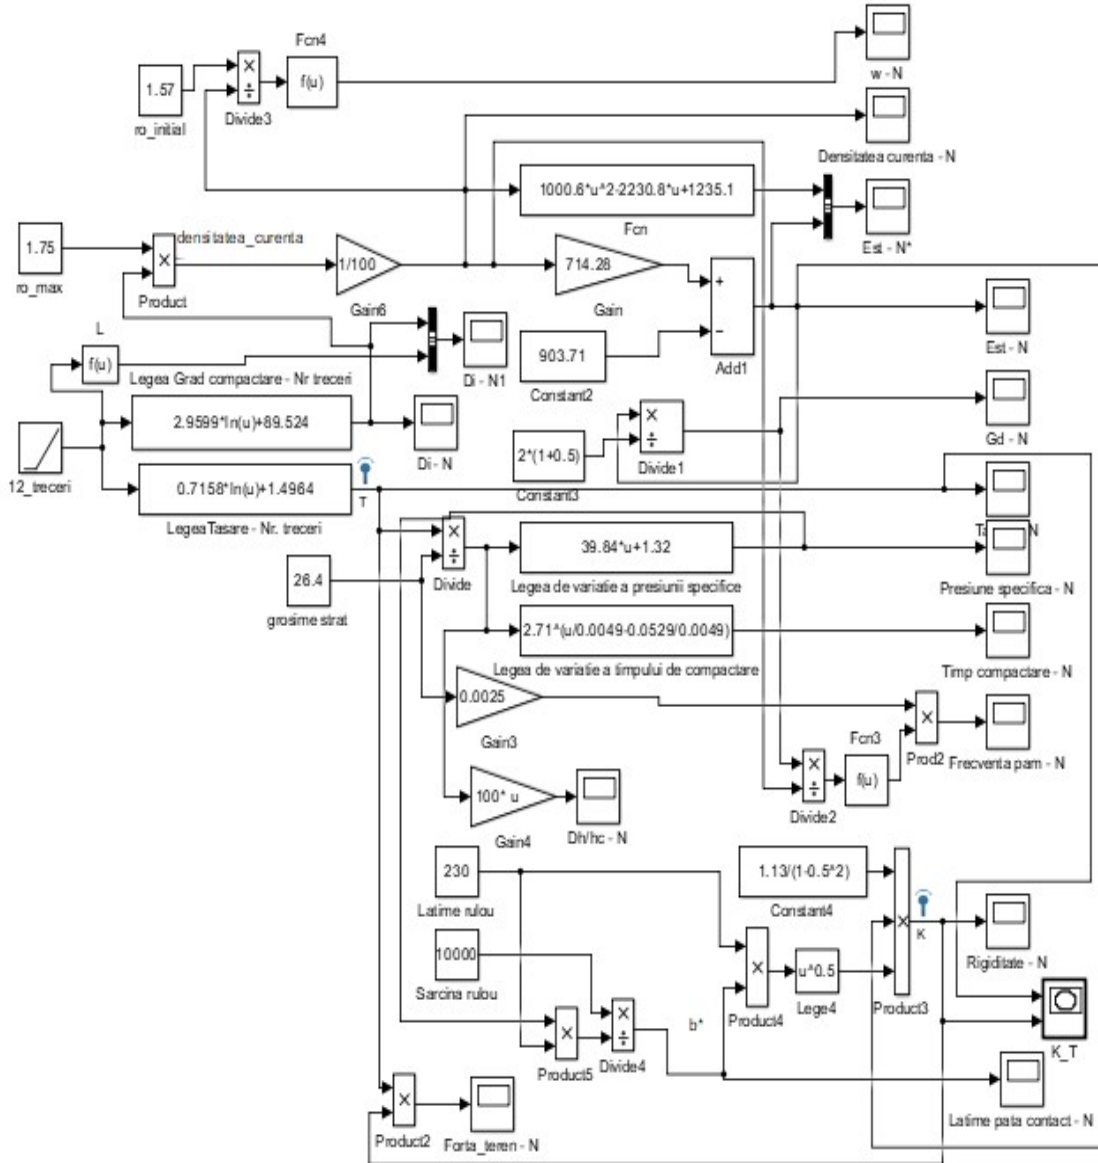 Fcn4
w - N
1.57
×
÷
f(u)
ro_initial
Divide3
Densitatea curenta - N
1000.6*u^2-2230.8*u+1235.1
Fcn
Est - N*
1.75
ro_max
densitatea_curenta
×
Product
1/100
Gain6
714.28
Gain
+
−
Add1
903.71
Constant2
Est - N
L
f(u)
Di - N1
Legea Grad compactare - Nr treceri
2.9599*ln(u)+89.524
Di - N
2*(1+0.5)
Constant3
×
÷
Divide1
Gd - N
12_treceri
0.7158*ln(u)+1.4964
T
LegeaTasare - Nr. treceri
N
×
÷
Divide
39.84*u+1.32
Legea de variatie a presiunii specifice
Presiune specifica - N
26.4
grosime strat
2.71^(u/0.0049-0.0529/0.0049)
Legea de variatie a timpului de compactare
Timp compactare - N
0.0025
Gain3
×
Prod2
Frecventa pam - N
Fcn3
×
÷
f(u)
Divide2
100* u
Gain4
Dh/hc - N
230
Latime rulou
1.13/(1-0.5^2)
Constant4
×
Product3
K
Rigiditate - N
10000
Sarcina rulou
×
Product4
u^0.5
Lege4
K_T
×
Product5
×
÷
Divide4
b*
Latime pata contact - N
×
Product2
Forta_teren - N